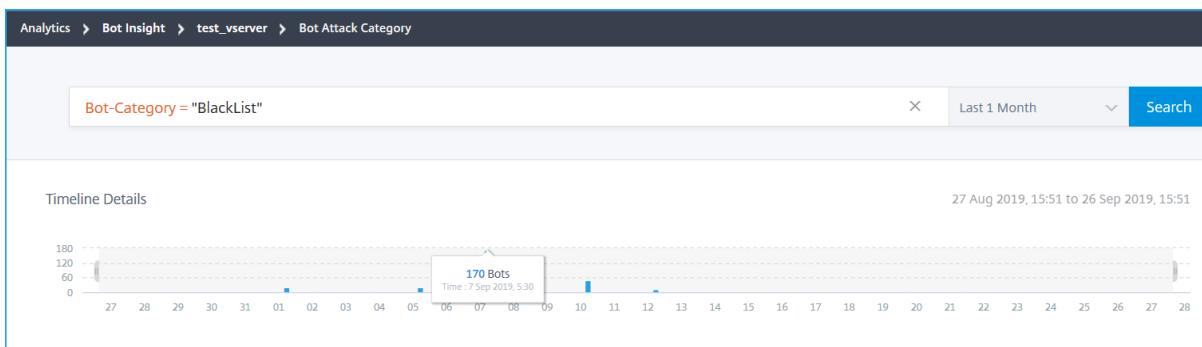 Analytics > Bot Insight > test_vserver > Bot Attack Category
Bot-Category = "BlackList" × Last 1 Month Search
Timeline Details 27 Aug 2019, 15:51 to 26 Sep 2019, 15:51
180
120
60
0
170 Bots
Time : 7 Sep 2019, 5:30
27 28 29 30 31 01 02 03 04 05 06 07 08 09 10 11 12 13 14 15 16 17 18 19 20 21 22 23 24 25 26 27 28